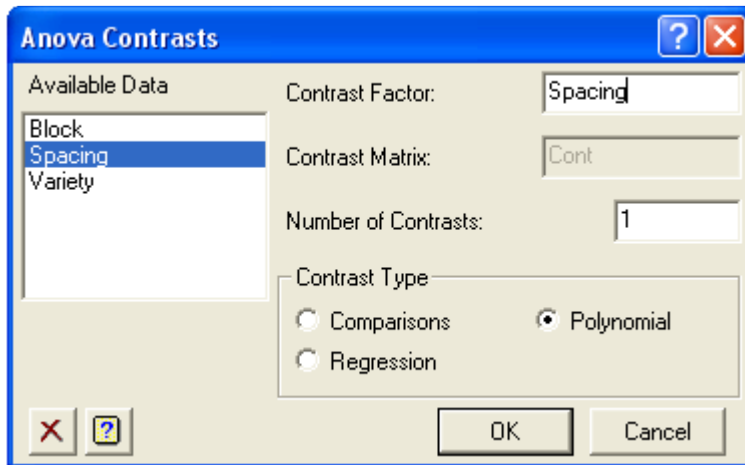 Anova Contrasts
Available Data
Block
Spacing
Variety
Contrast Factor: Spacing
Contrast Matrix: Cont
Number of Contrasts: 1
Contrast Type
Comparisons Polynomial
Regression
OK Cancel